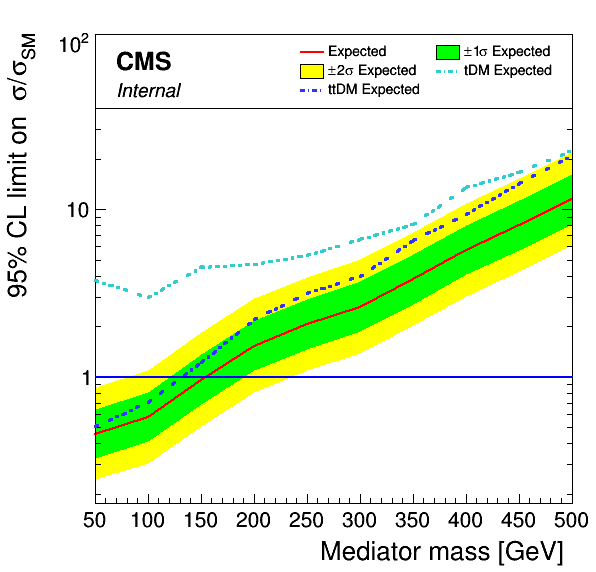 95% CL limit on σ/σSM
10²
10
1
CMS
Internal
Expected
±1σ Expected
±2σ Expected
tDM Expected
ttDM Expected
50 100 150 200 250 300 350 400 450 500
Mediator mass [GeV]